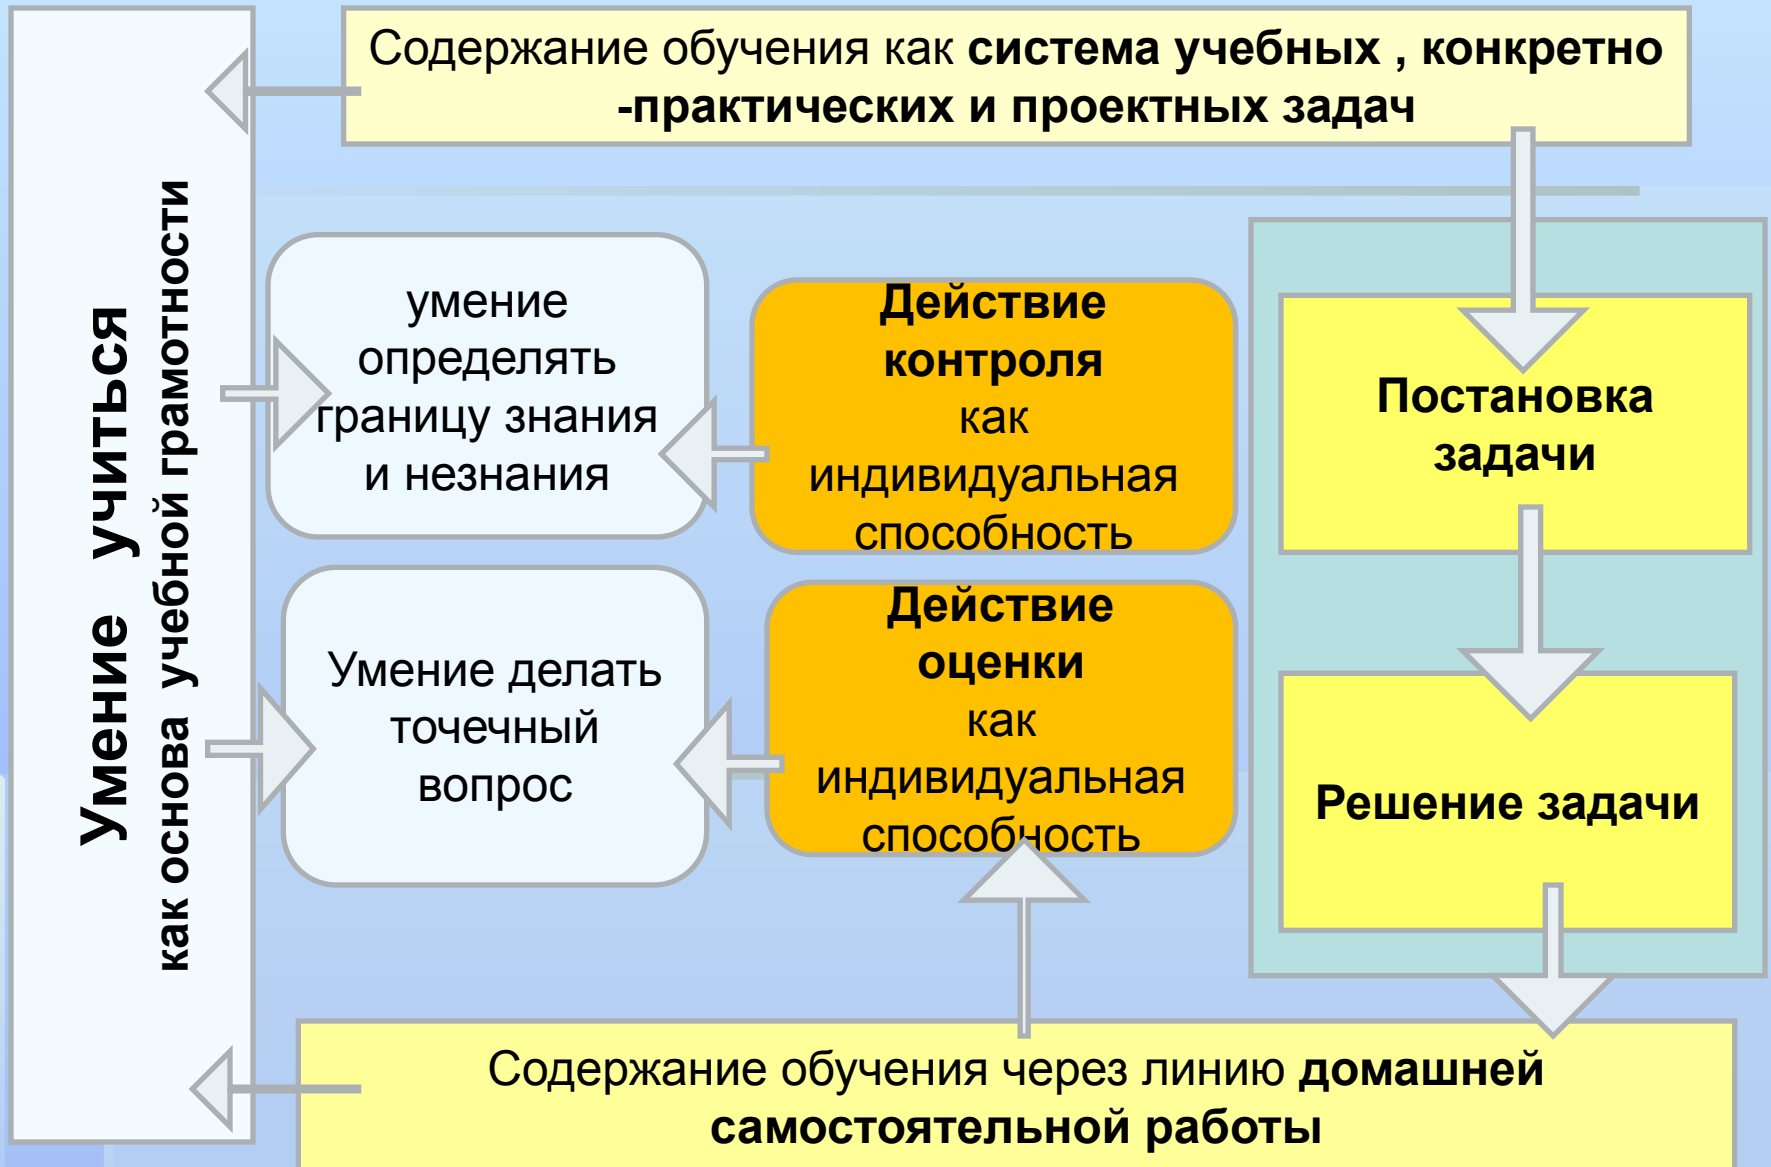 Содержание обучения как система учебных , конкретно
-практических и проектных задач
Умение учиться
как основа учебной грамотности
умение
определять
границу знания
и незнания
Действие
контроля
как
индивидуальная
способность
Постановка
задачи
Умение делать
точечный
вопрос
Действие
оценки
как
индивидуальная
способность
Решение задачи
Содержание обучения через линию домашней
самостоятельной работы